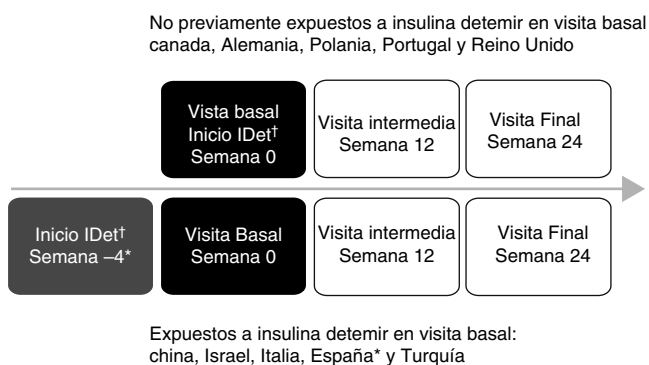 No previamente expuestos a insulina detemir en visita basal
canada, Alemania, Polania, Portugal y Reino Unido
Vista basal
Inicio IDet†
Semana 0
Visita intermedia
Semana 12
Visita Final
Semana 24
Inicio IDet†
Semana –4*
Visita Basal
Semana 0
Visita intermedia
Semana 12
Visita Final
Semana 24
Expuestos a insulina detemir en visita basal:
china, Israel, Italia, España* y Turquía